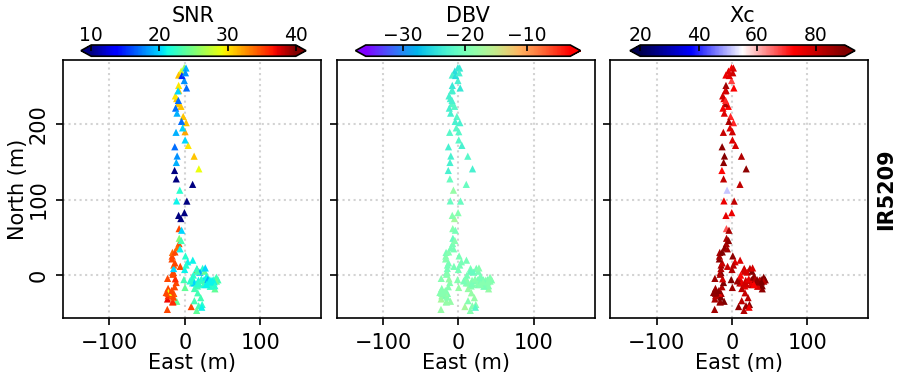 SNR DBV Xc
10 20 30 40 −30 −20 −10 20 40 60 80
North (m)
200
100
0
IR5209
−100 0 100 −100 0 100 −100 0 100
East (m) East (m) East (m)